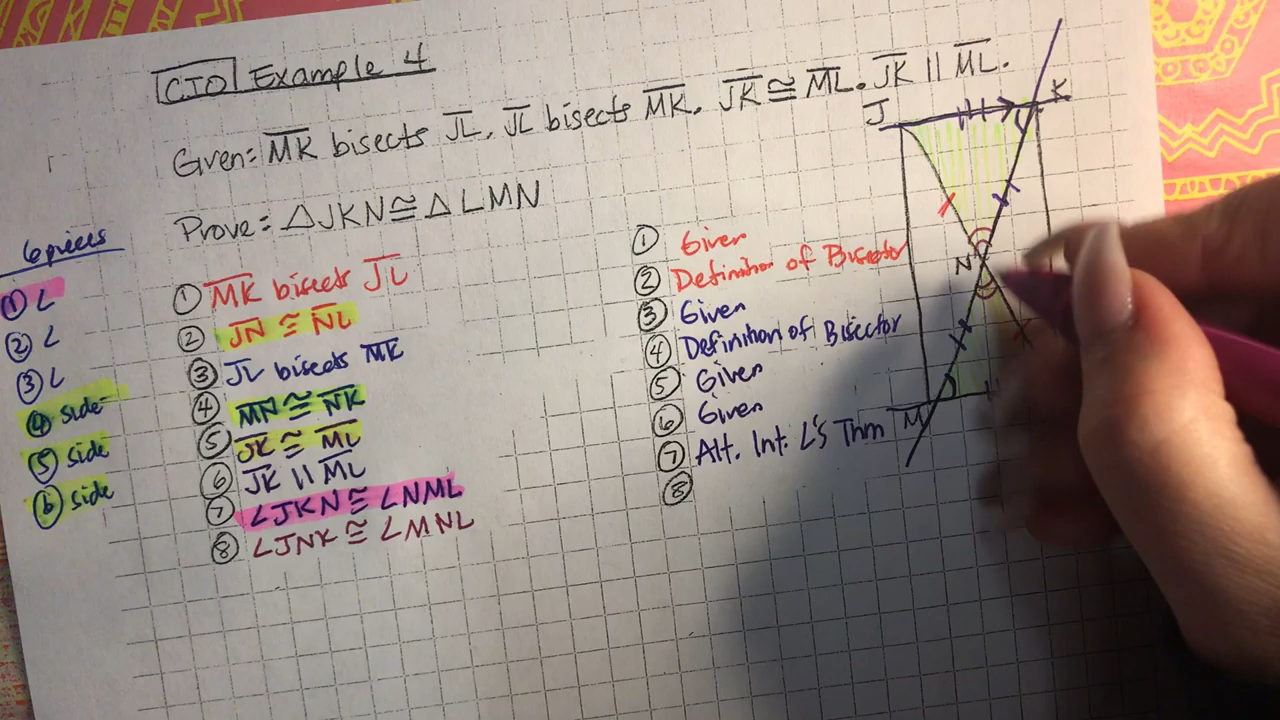 CTO Example 4
Given: MK bisects JL, JL bisects MK, JK ≅ ML. JK || ML.
Prove: △JKN ≅ △LMN
6 pieces
① ∠
② ∠
③ ∠
④ side
⑤ side
⑥ side
① MK bisects JL
② JN ≅ NL
③ JL bisects MK
④ MN ≅ NK
⑤ JK ≅ ML
⑥ JK || ML
⑦ ∠JKN ≅ ∠NML
⑧ ∠JNK ≅ ∠MNL
① Given
② Definition of Bisector
③ Given
④ Definition of Bisector
⑤ Given
⑥ Given
⑦ Alt. Int. ∠'s Thm
⑧
J
K
N
M